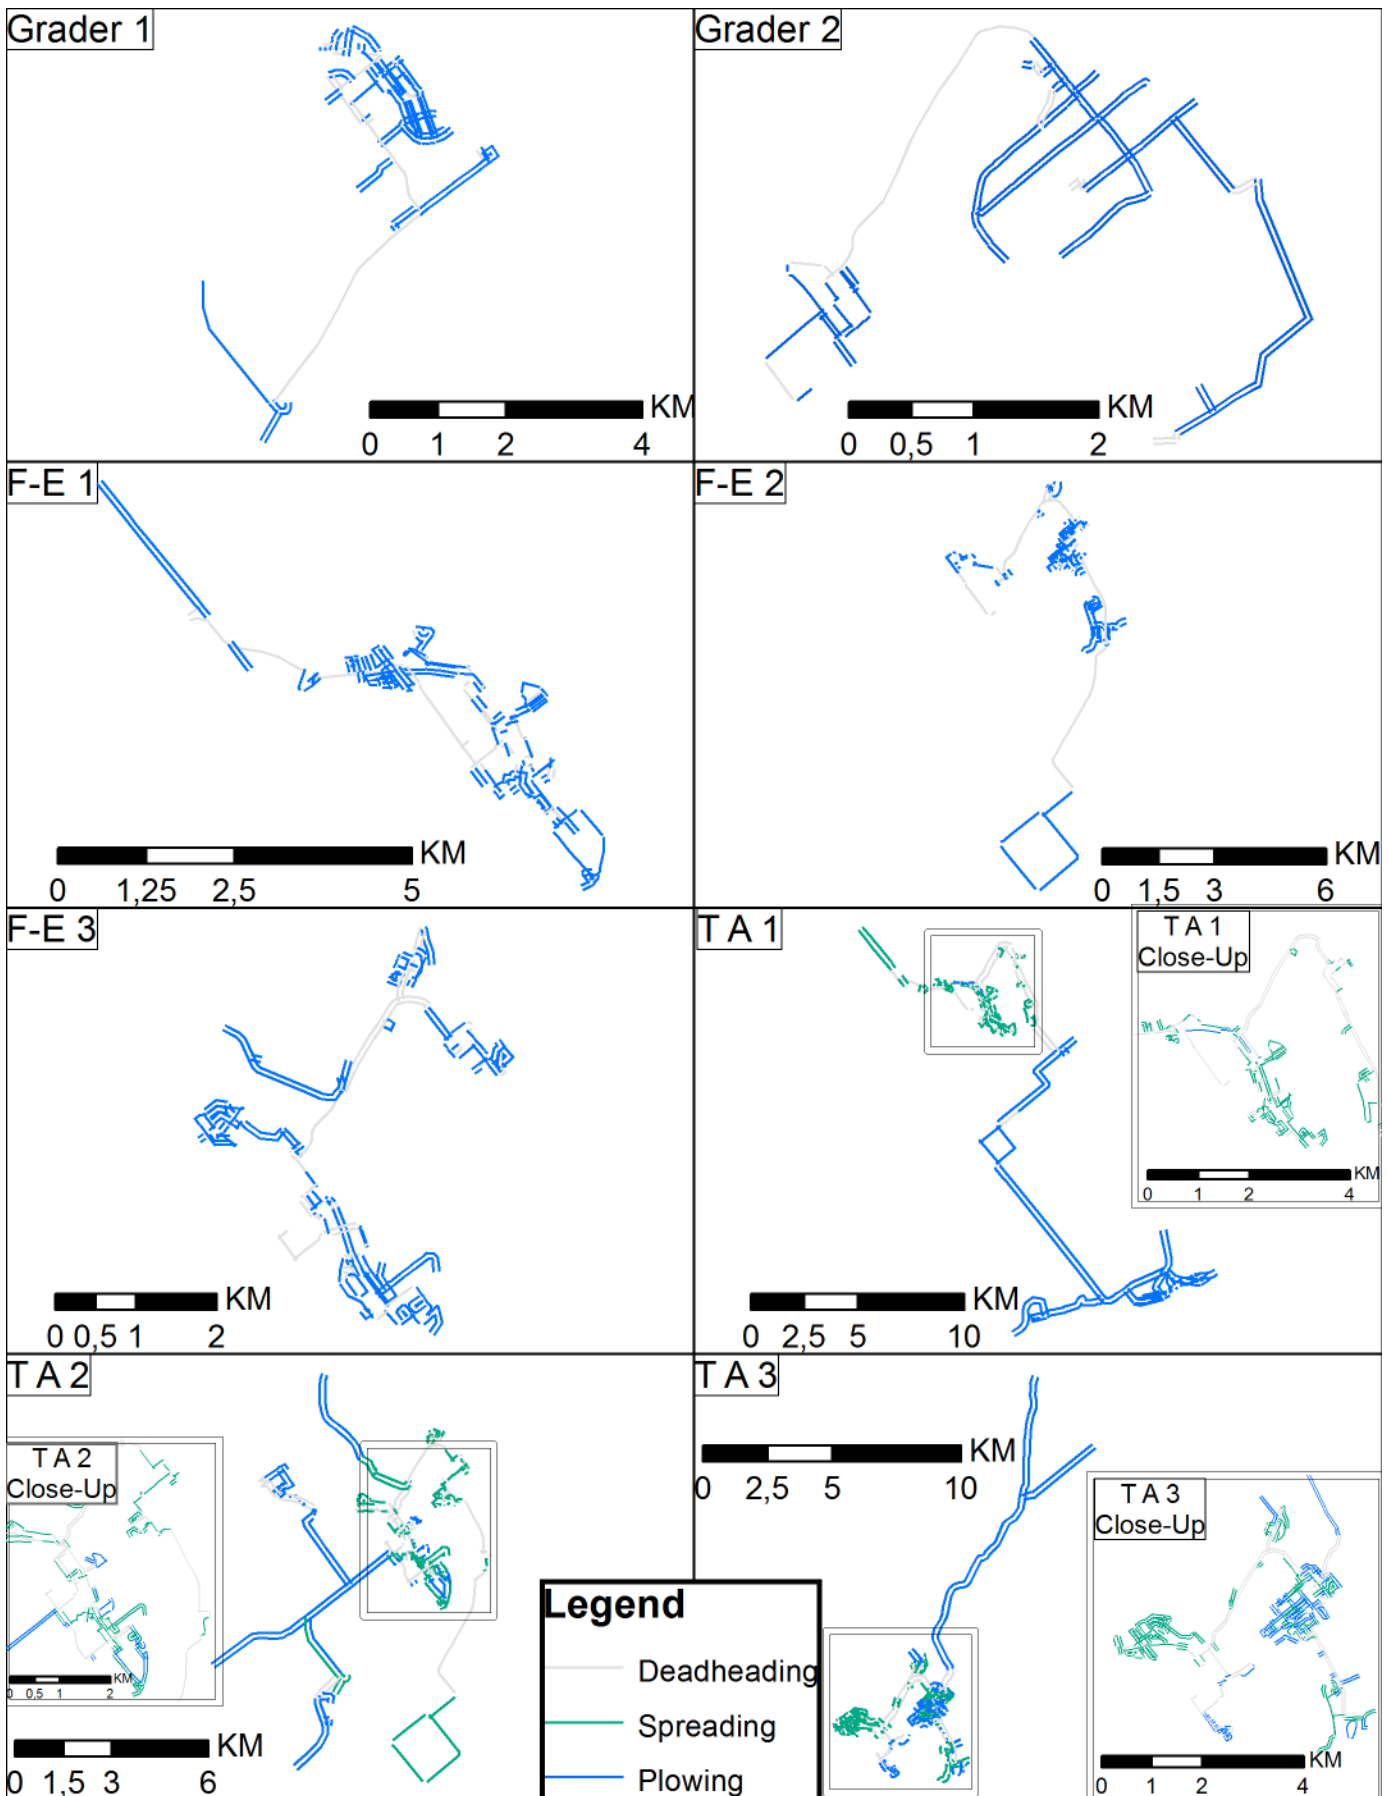 Grader 1
KM
0 1 2 4
Grader 2
KM
0 0,5 1 2
F-E 1
KM
0 1,25 2,5 5
F-E 2
KM
0 1,5 3 6
F-E 3
KM
0 0,5 1 2
T A 1
KM
0 2,5 5 10
T A 1
Close-Up
KM
0 1 2 4
T A 2
T A 2
Close-Up
KM
0 0,5 1 2
KM
0 1,5 3 6
T A 3
KM
0 2,5 5 10
T A 3
Close-Up
KM
0 1 2 4
Legend
Deadheading
Spreading
Plowing